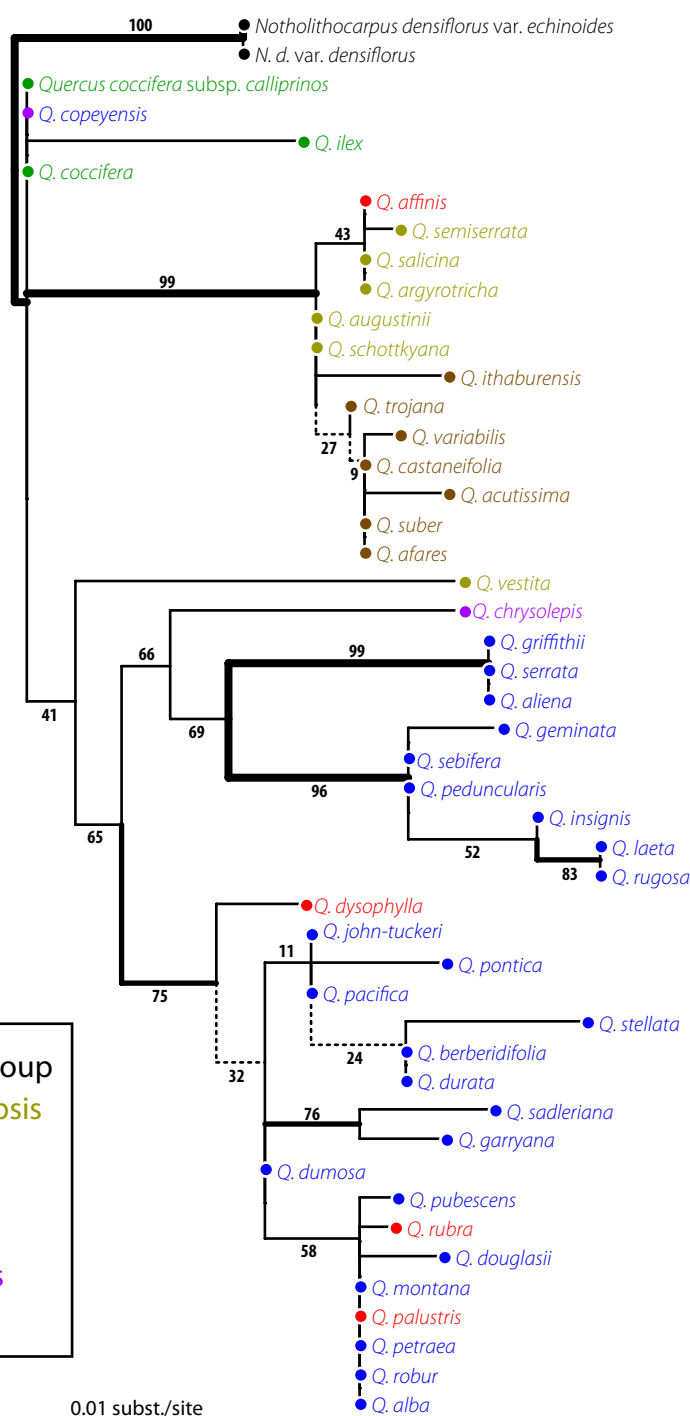 100
Notholithocarpus densiflorus var. echinoides
N. d. var. densiflorus
Quercus coccifera subsp. calliprinos
Q. copeyensis
Q. ilex
Q. coccifera
Q. affinis
43
Q. semiserrata
Q. salicina
99
Q. argyrotricha
Q. augustinii
Q. schottkyana
Q. ithaburensis
Q. trojana
27
Q. variabilis
9
Q. castaneifolia
Q. acutissima
Q. suber
Q. afares
Q. vestita
Q. chrysolepis
66
99
Q. griffithii
Q. serrata
41
69
Q. aliena
Q. geminata
Q. sebifera
96
Q. peduncularis
Q. insignis
65
52
Q. laeta
83
Q. rugosa
Q. dysophylla
Q. john-tuckeri
11
Q. pontica
75
Q. pacifica
Q. stellata
24
Q. berberidifolia
32
Q. durata
oup
osis
76
Q. sadleriana
Q. garryana
Q. dumosa
Q. pubescens
Q. rubra
58
Q. douglasii
s
Q. montana
Q. palustris
Q. petraea
Q. robur
Q. alba
0.01 subst./site